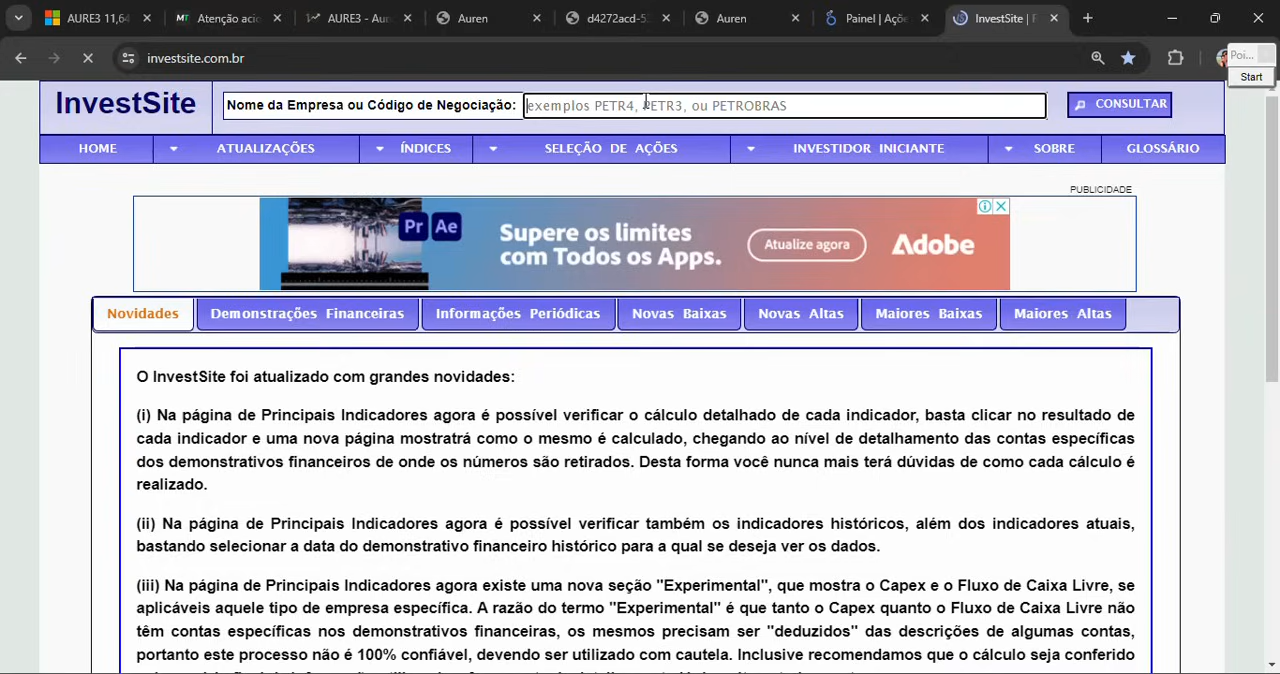 AURE3 11,64
Atenção acio
AURE3 - Aur
Auren
d4272acd-5
Auren
Painel | Açõe
InvestSite | F
investsite.com.br
Poi...
Start
InvestSite
Nome da Empresa ou Código de Negociação:
exemplos PETR4, PETR3, ou PETROBRAS
CONSULTAR
HOME
ATUALIZAÇÕES
ÍNDICES
SELEÇÃO DE AÇÕES
INVESTIDOR INICIANTE
SOBRE
GLOSSÁRIO
PUBLICIDADE
Pr Ae
Supere os limites
com Todos os Apps.
Atualize agora
Adobe
Novidades
Demonstrações Financeiras
Informações Periódicas
Novas Baixas
Novas Altas
Maiores Baixas
Maiores Altas
O InvestSite foi atualizado com grandes novidades:
(i) Na página de Principais Indicadores agora é possível verificar o cálculo detalhado de cada indicador, basta clicar no resultado de
cada indicador e uma nova página mostratrá como o mesmo é calculado, chegando ao nível de detalhamento das contas específicas
dos demonstrativos financeiros de onde os números são retirados. Desta forma você nunca mais terá dúvidas de como cada cálculo é
realizado.
(ii) Na página de Principais Indicadores agora é possível verificar também os indicadores históricos, além dos indicadores atuais,
bastando selecionar a data do demonstrativo financeiro histórico para a qual se deseja ver os dados.
(iii) Na página de Principais Indicadores agora existe uma nova seção "Experimental", que mostra o Capex e o Fluxo de Caixa Livre, se
aplicáveis aquele tipo de empresa específica. A razão do termo "Experimental" é que tanto o Capex quanto o Fluxo de Caixa Livre não
têm contas específicas nos demonstrativos financeiros, os mesmos precisam ser "deduzidos" das descrições de algumas contas,
portanto este processo não é 100% confiável, devendo ser utilizado com cautela. Inclusive recomendamos que o cálculo seja conferido